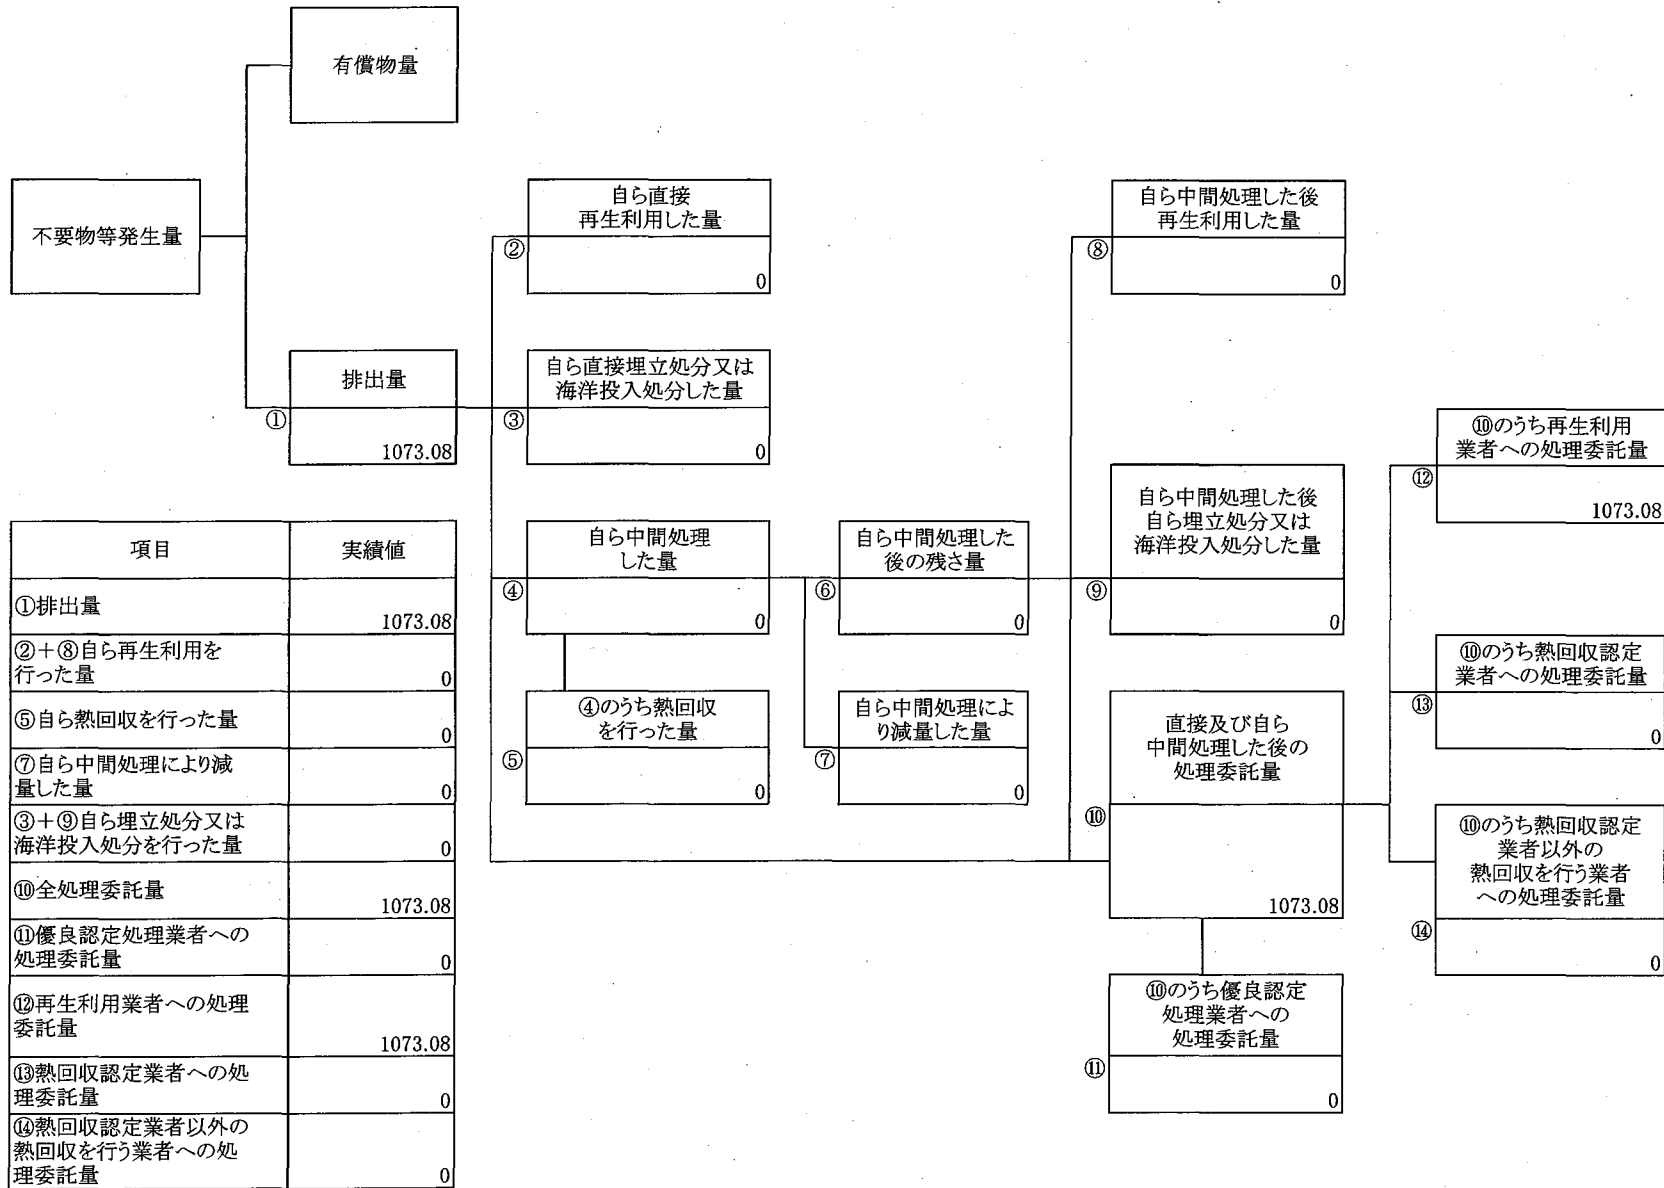 有償物量
不要物等発生量
排出量
①
1073.08
自ら直接
再生利用した量
②
0
自ら直接埋立処分又は
海洋投入処分した量
③
0
自ら中間処理
した量
④
0
④のうち熱回収
を行った量
⑤
0
自ら中間処理した
後の残さ量
⑥
0
自ら中間処理によ
り減量した量
⑦
0
自ら中間処理した後
再生利用した量
⑧
0
自ら中間処理した後
自ら埋立処分又は
海洋投入処分した量
⑨
0
直接及び自ら
中間処理した後の
処理委託量
⑩
1073.08
⑩のうち優良認定
処理業者への
処理委託量
⑪
0
⑩のうち再生利用
業者への処理委託量
⑫
1073.08
⑩のうち熱回収認定
業者への処理委託量
⑬
0
⑩のうち熱回収認定
業者以外の
熱回収を行う業者
への処理委託量
⑭
0
項目 実績値
①排出量
1073.08
②+⑧自ら再生利用を
行った量
0
⑤自ら熱回収を行った量
0
⑦自ら中間処理により減
量した量
0
③+⑨自ら埋立処分又は
海洋投入処分を行った量
0
⑩全処理委託量
1073.08
⑪優良認定処理業者への
処理委託量
0
⑫再生利用業者への処理
委託量
1073.08
⑬熱回収認定業者への処
理委託量
0
⑭熱回収認定業者以外の
熱回収を行う業者への処
理委託量
0